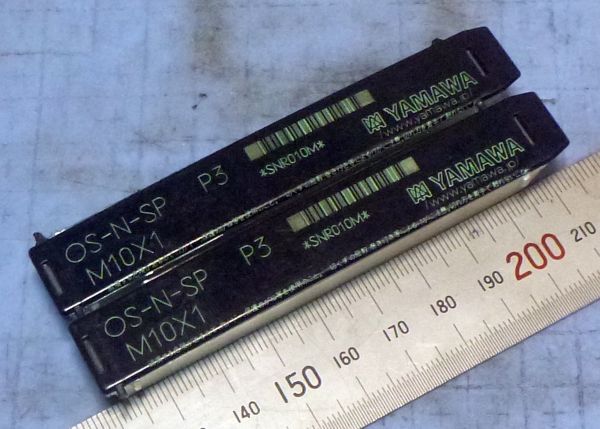 OS-N-SP P3
M10X1
*SNR010M*
YAMAWA
/www.yamawa.jp/
OS-N-SP P3
M10X1
*SNR010M*
YAMAWA
/www.yamawa.jp/
140 150 160 170 180 190 200 210